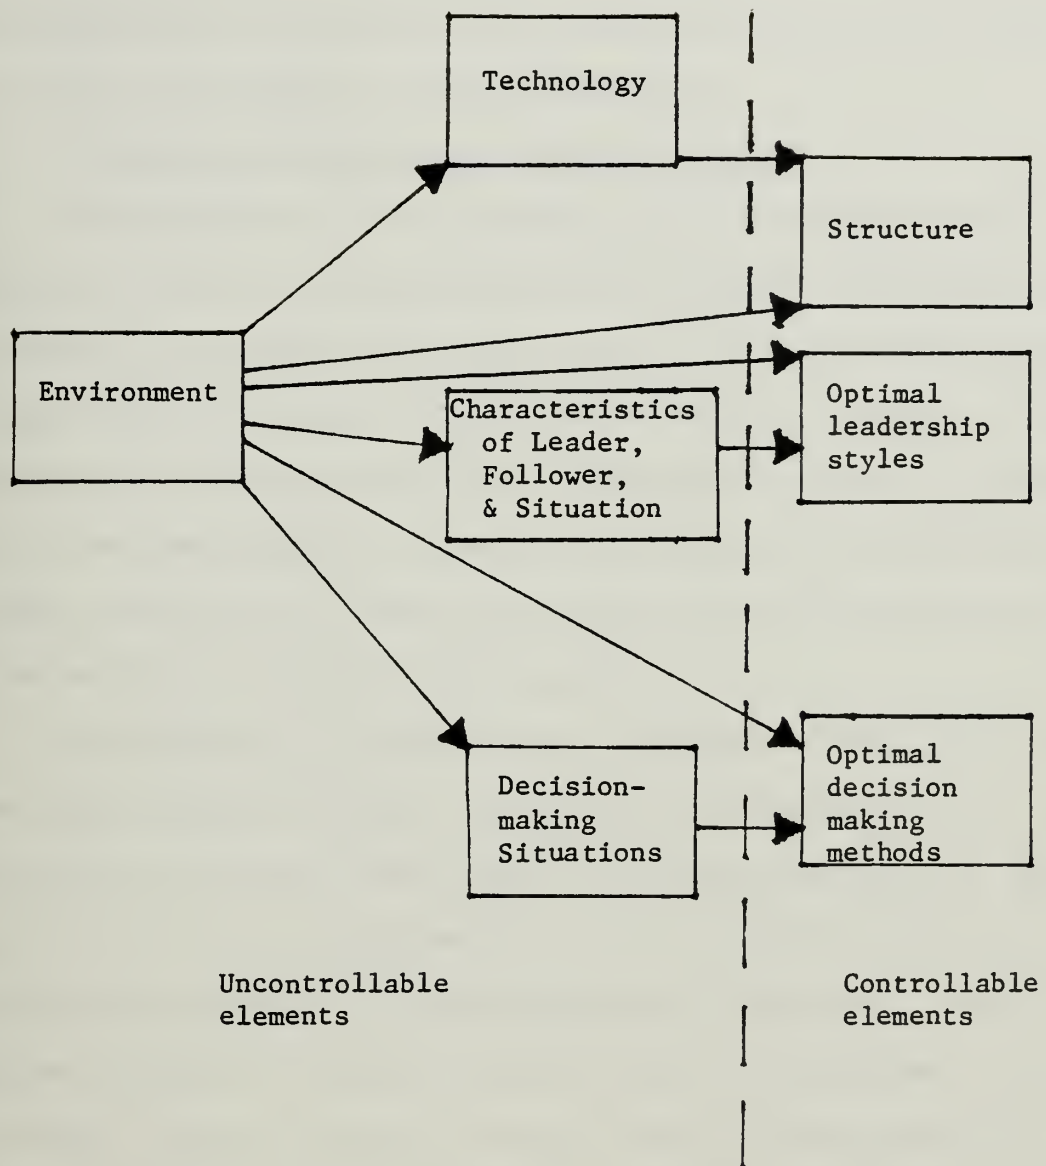 Technology
Structure
Environment
Characteristics
of Leader,
Follower,
& Situation
Optimal
leadership
styles
Decision-
making
Situations
Optimal
decision
making
methods
Uncontrollable
elements
Controllable
elements